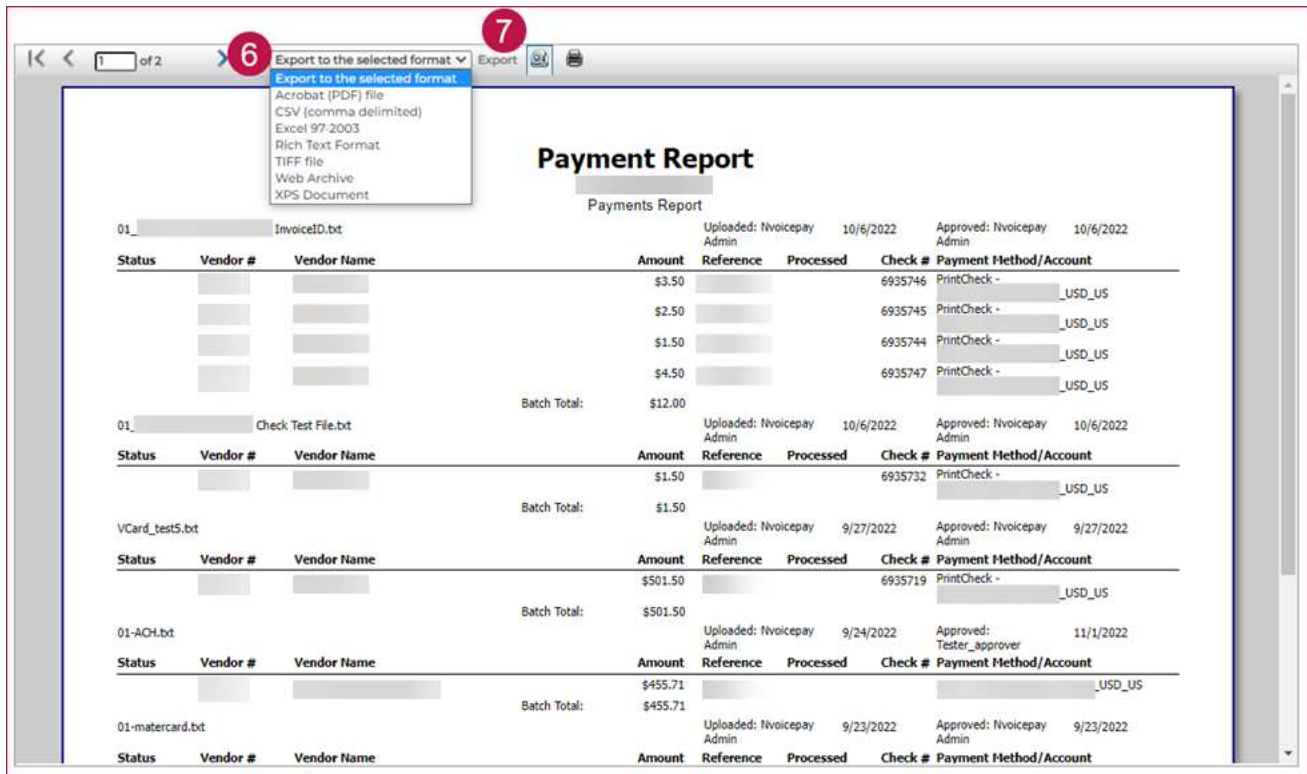 7
1 of 2 6 Export to the selected format Export
Export to the selected format
Acrobat (PDF) file
CSV (comma delimited)
Excel 97-2003
Rich Text Format
TIFF file
Web Archive
XPS Document
Payment Report
Payments Report
01_ InvoiceID.txt Uploaded: Nvoicepay Admin 10/6/2022 Approved: Nvoicepay Admin 10/6/2022
Status Vendor # Vendor Name Amount Reference Processed Check # Payment Method/Account
$3.50 6935746 PrintCheck -
_USD_US
$2.50 6935745 PrintCheck -
_USD_US
$1.50 6935744 PrintCheck -
_USD_US
$4.50 6935747 PrintCheck -
_USD_US
Batch Total: $12.00
01_ Check Test File.txt Uploaded: Nvoicepay Admin 10/6/2022 Approved: Nvoicepay Admin 10/6/2022
Status Vendor # Vendor Name Amount Reference Processed Check # Payment Method/Account
$1.50 6935732 PrintCheck -
_USD_US
Batch Total: $1.50
VCard_test5.txt Uploaded: Nvoicepay Admin 9/27/2022 Approved: Nvoicepay Admin 9/27/2022
Status Vendor # Vendor Name Amount Reference Processed Check # Payment Method/Account
$501.50 6935719 PrintCheck -
_USD_US
Batch Total: $501.50
01-ACH.txt Uploaded: Nvoicepay Admin 9/24/2022 Approved: Tester_approver 11/1/2022
Status Vendor # Vendor Name Amount Reference Processed Check # Payment Method/Account
$455.71 _USD_US
Batch Total: $455.71
01-matercard.txt Uploaded: Nvoicepay Admin 9/23/2022 Approved: Nvoicepay Admin 9/23/2022
Status Vendor # Vendor Name Amount Reference Processed Check # Payment Method/Account